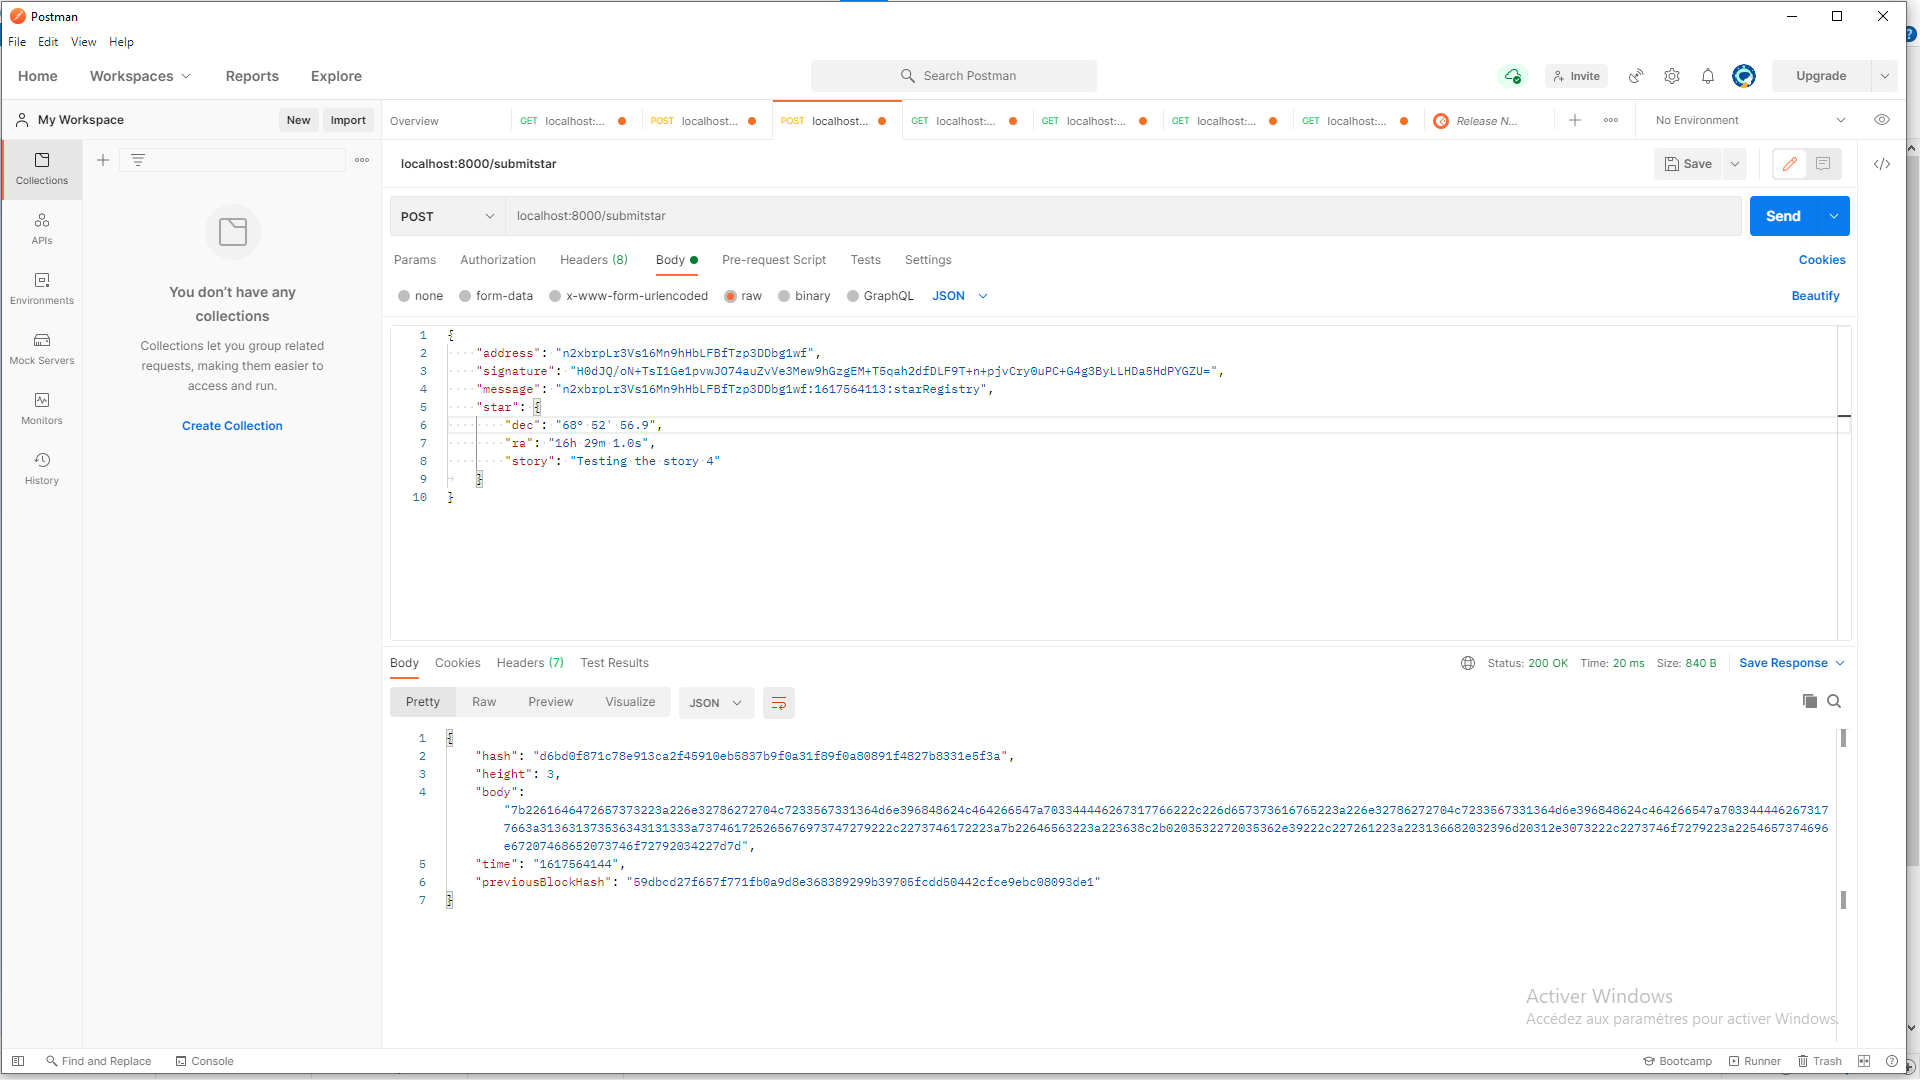 Postman
File Edit View Help
Home Workspaces Reports Explore Search Postman Invite Upgrade
My Workspace New Import Overview GET localhost:... POST localhost... POST localhost... GET localhost:... GET localhost:... GET localhost:... GET localhost:... Release N... No Environment
localhost:8000/submitstar Save
Collections
APIs
Environments
Mock Servers
Monitors
History
You don't have any
collections
Collections let you group related
requests, making them easier to
access and run.
Create Collection
POST localhost:8000/submitstar Send
Params Authorization Headers (8) Body Pre-request Script Tests Settings Cookies
none form-data x-www-form-urlencoded raw binary GraphQL JSON Beautify
1 {
2 "address": "n2xbrpLr3Vs16Mn9hHbLFBfTzp3DDbg1wf",
3 "signature": "H0dJQ/oN+TsI1Ge1pvwJO74auZvVe3Mew9hGzgEM+T5qah2dfDLF9T+n+pjvCry0uPC+G4g3ByLLHDa5HdPYGZU=",
4 "message": "n2xbrpLr3Vs16Mn9hHbLFBfTzp3DDbg1wf:1617564113:starRegistry",
5 "star": {
6 "dec": "68° 52' 56.9",
7 "ra": "16h 29m 1.0s",
8 "story": "Testing the story 4"
9 }
10 }
Body Cookies Headers (7) Test Results Status: 200 OK Time: 20 ms Size: 840 B Save Response
Pretty Raw Preview Visualize JSON
1 {
2 "hash": "d6bd0f871c78e913ca2f45910eb5837b9f0a31f89f0a80891f4827b8331e5f3a",
3 "height": 3,
4 "body":
"7b2261646472657373223a226e32786272704c7233567331364d6e396848624c464266547a703344446267317766222c226d657373616765223a226e32786272704c7233567331364d6e396848624c464266547a7033444462673177
7663a313631373536343131333a737461725265676973747279222c2273746172223a7b22646563223a223638c2b0203532272035362e39222c227261223a223136682032396d20312e3073222c2273746f7279223a2254657374696
e67207468652073746f72792034227d7d",
5 "time": "1617564144",
6 "previousBlockHash": "59dbcd27f657f771fb0a9d8e368389299b39705fcdd50442cfce9ebc08093de1"
7 }
Activer Windows
Accédez aux paramètres pour activer Windows.
Find and Replace Console Bootcamp Runner Trash